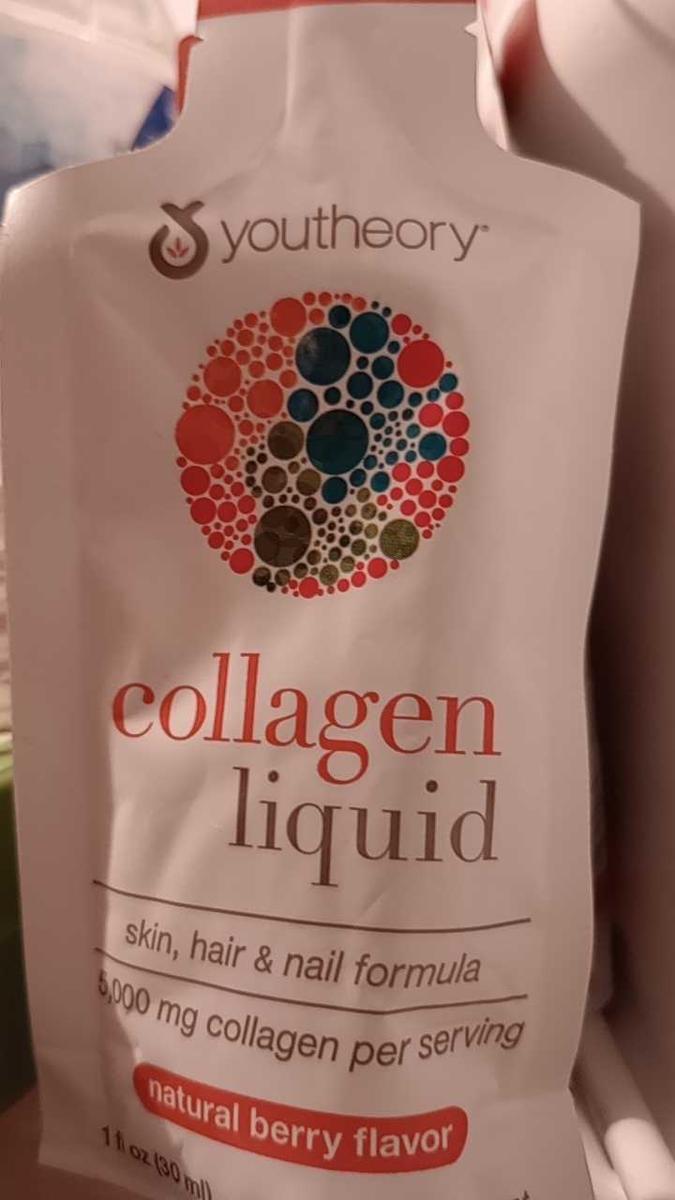 youtheory
collagen
liquid
skin, hair & nail formula
5,000 mg collagen per serving
natural berry flavor
1 fl oz (30 ml)